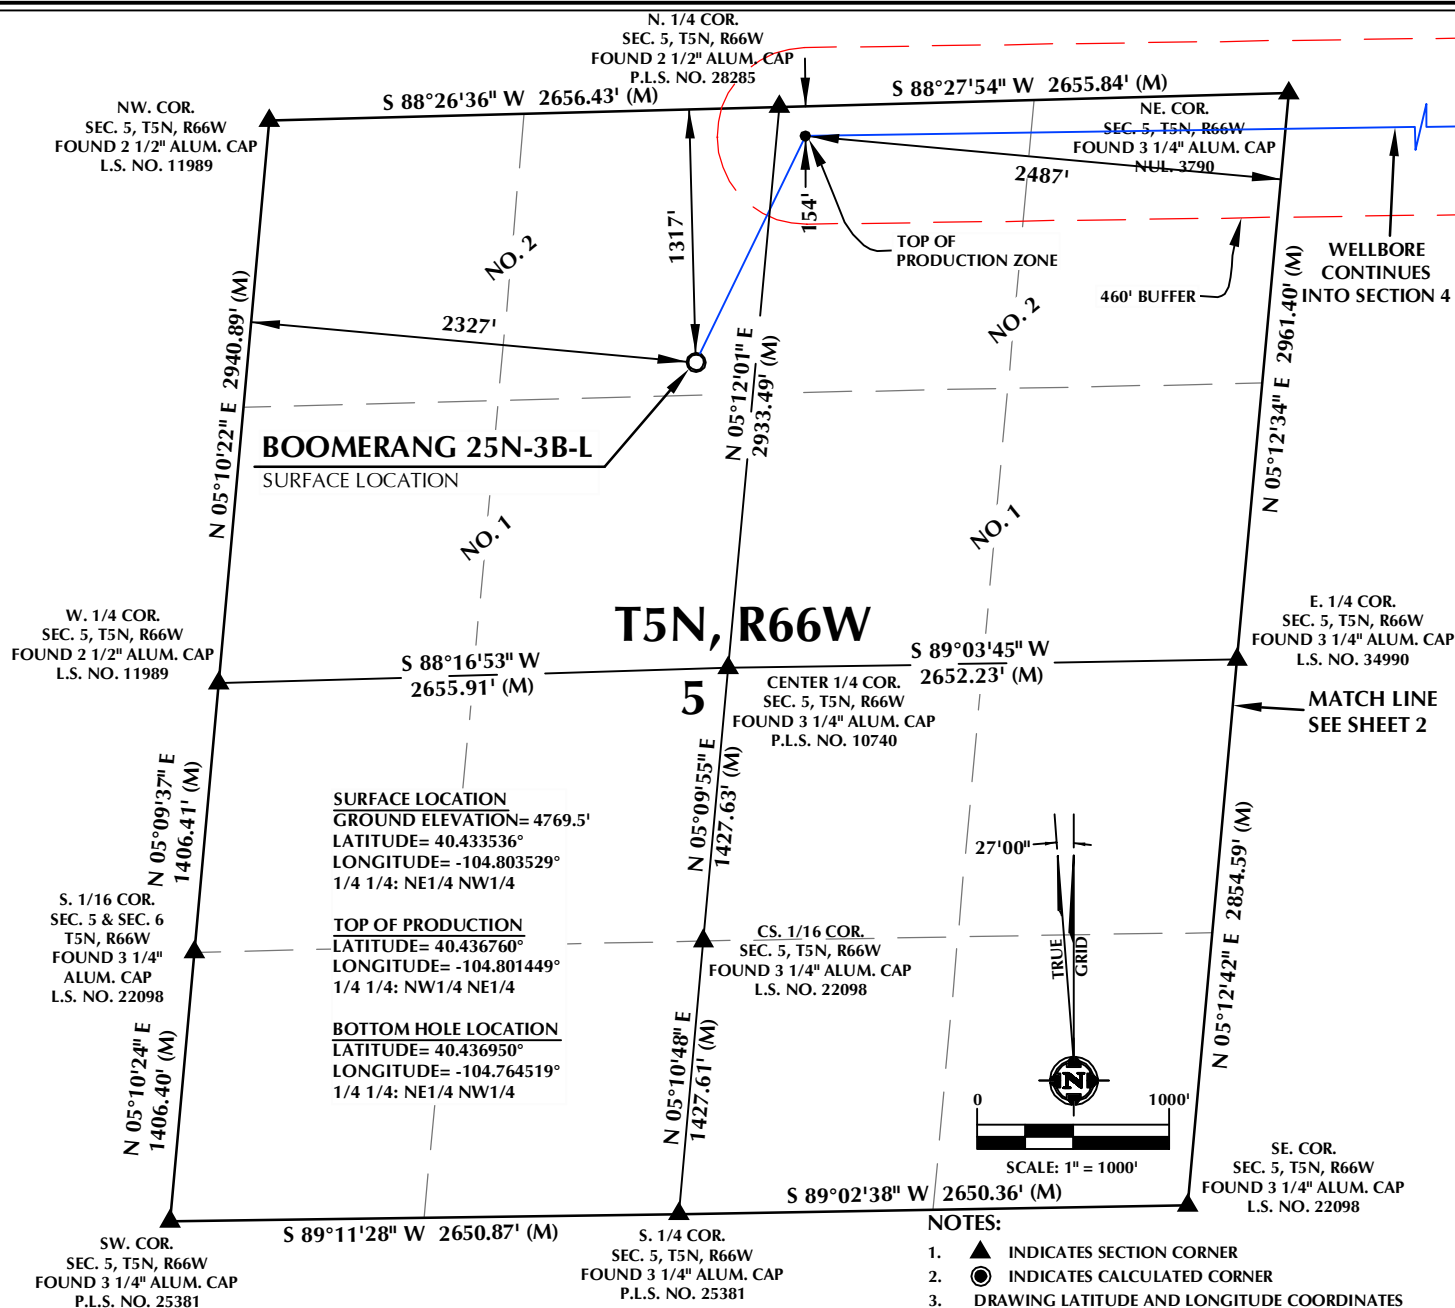 N. 1/4 COR.
SEC. 5, T5N, R66W
FOUND 2 1/2" ALUM. CAP
P.L.S. NO. 28285
NW. COR.
SEC. 5, T5N, R66W
FOUND 2 1/2" ALUM. CAP
L.S. NO. 11989
S 88°26'36" W 2656.43' (M)
S 88°27'54" W 2655.84' (M)
NE. COR.
SEC. 5, T5N, R66W
FOUND 3 1/4" ALUM. CAP
NUL. 3790
2487'
154'
1317'
TOP OF
PRODUCTION ZONE
460' BUFFER
WELLBORE
CONTINUES
INTO SECTION 4
NO. 2
NO. 2
2327'
N 05°10'22" E 2940.89' (M)
N 05°12'01" E
2933.49' (M)
N 05°12'34" E 2961.40' (M)
BOOMERANG 25N-3B-L
SURFACE LOCATION
NO. 1
NO. 1
W. 1/4 COR.
SEC. 5, T5N, R66W
FOUND 2 1/2" ALUM. CAP
L.S. NO. 11989
T5N, R66W
5
S 88°16'53" W
2655.91' (M)
S 89°03'45" W
2652.23' (M)
E. 1/4 COR.
SEC. 5, T5N, R66W
FOUND 3 1/4" ALUM. CAP
L.S. NO. 34990
CENTER 1/4 COR.
SEC. 5, T5N, R66W
FOUND 3 1/4" ALUM. CAP
P.L.S. NO. 10740
MATCH LINE
SEE SHEET 2
N 05°09'37" E
1406.41' (M)
N 05°09'55" E
1427.63' (M)
N 05°12'42" E 2854.59' (M)
SURFACE LOCATION
GROUND ELEVATION= 4769.5'
LATITUDE= 40.433536°
LONGITUDE= -104.803529°
1/4 1/4: NE1/4 NW1/4
TOP OF PRODUCTION
LATITUDE= 40.436760°
LONGITUDE= -104.801449°
1/4 1/4: NW1/4 NE1/4
BOTTOM HOLE LOCATION
LATITUDE= 40.436950°
LONGITUDE= -104.764519°
1/4 1/4: NE1/4 NW1/4
S. 1/16 COR.
SEC. 5 & SEC. 6
T5N, R66W
FOUND 3 1/4"
ALUM. CAP
L.S. NO. 22098
CS. 1/16 COR.
SEC. 5, T5N, R66W
FOUND 3 1/4" ALUM. CAP
L.S. NO. 22098
27'00"
TRUE
GRID
N
0 1000'
SCALE: 1" = 1000'
N 05°10'24" E
1406.40' (M)
N 05°10'48" E
1427.61' (M)
SE. COR.
SEC. 5, T5N, R66W
FOUND 3 1/4" ALUM. CAP
L.S. NO. 22098
S 89°11'28" W 2650.87' (M)
S 89°02'38" W 2650.36' (M)
SW. COR.
SEC. 5, T5N, R66W
FOUND 3 1/4" ALUM. CAP
P.L.S. NO. 25381
S. 1/4 COR.
SEC. 5, T5N, R66W
FOUND 3 1/4" ALUM. CAP
P.L.S. NO. 25381
NOTES:
1. INDICATES SECTION CORNER
2. INDICATES CALCULATED CORNER
3. DRAWING LATITUDE AND LONGITUDE COORDINATES